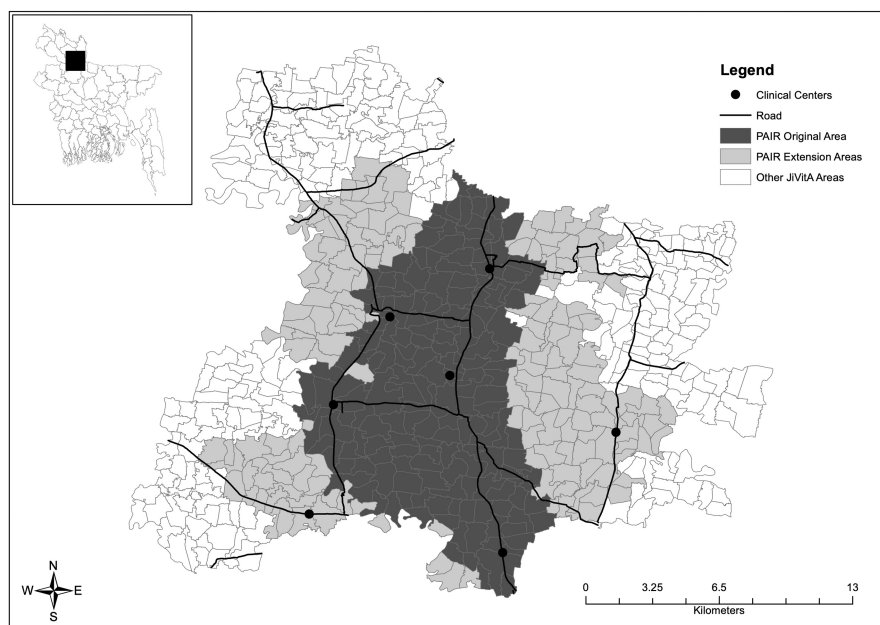 Legend
Clinical Centers
Road
PAIR Original Area
PAIR Extension Areas
Other JiVitA Areas
N
W E
S
0 3.25 6.5 13
Kilometers